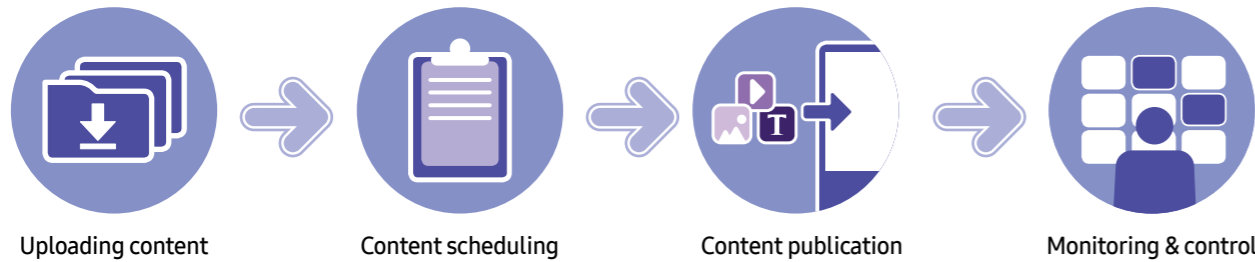 T
Uploading content
Content scheduling
Content publication
Monitoring & control